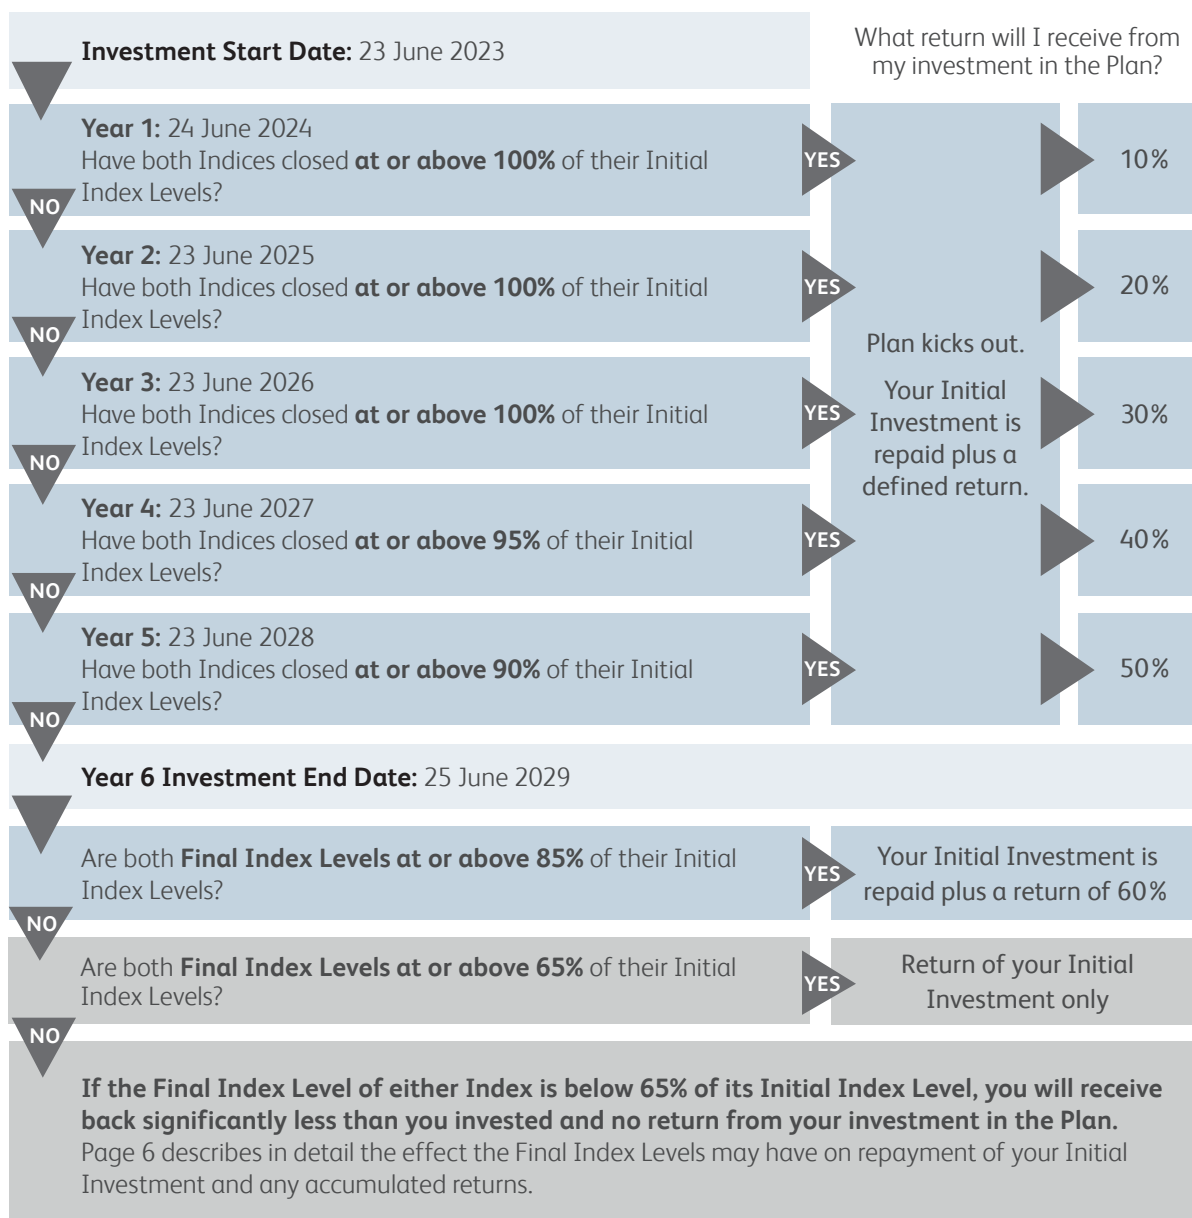 Investment Start Date: 23 June 2023
What return will I receive from
my investment in the Plan?
Year 1: 24 June 2024
Have both Indices closed at or above 100% of their Initial
Index Levels?
YES
10%
NO
Year 2: 23 June 2025
Have both Indices closed at or above 100% of their Initial
Index Levels?
YES
20%
NO
Year 3: 23 June 2026
Have both Indices closed at or above 100% of their Initial
Index Levels?
YES
Plan kicks out.
Your Initial
Investment is
repaid plus a
defined return.
30%
NO
Year 4: 23 June 2027
Have both Indices closed at or above 95% of their Initial
Index Levels?
YES
40%
NO
Year 5: 23 June 2028
Have both Indices closed at or above 90% of their Initial
Index Levels?
YES
50%
NO
Year 6 Investment End Date: 25 June 2029
Are both Final Index Levels at or above 85% of their Initial
Index Levels?
YES
Your Initial Investment is
repaid plus a return of 60%
NO
Are both Final Index Levels at or above 65% of their Initial
Index Levels?
YES
Return of your Initial
Investment only
NO
If the Final Index Level of either Index is below 65% of its Initial Index Level, you will receive
back significantly less than you invested and no return from your investment in the Plan.
Page 6 describes in detail the effect the Final Index Levels may have on repayment of your Initial
Investment and any accumulated returns.